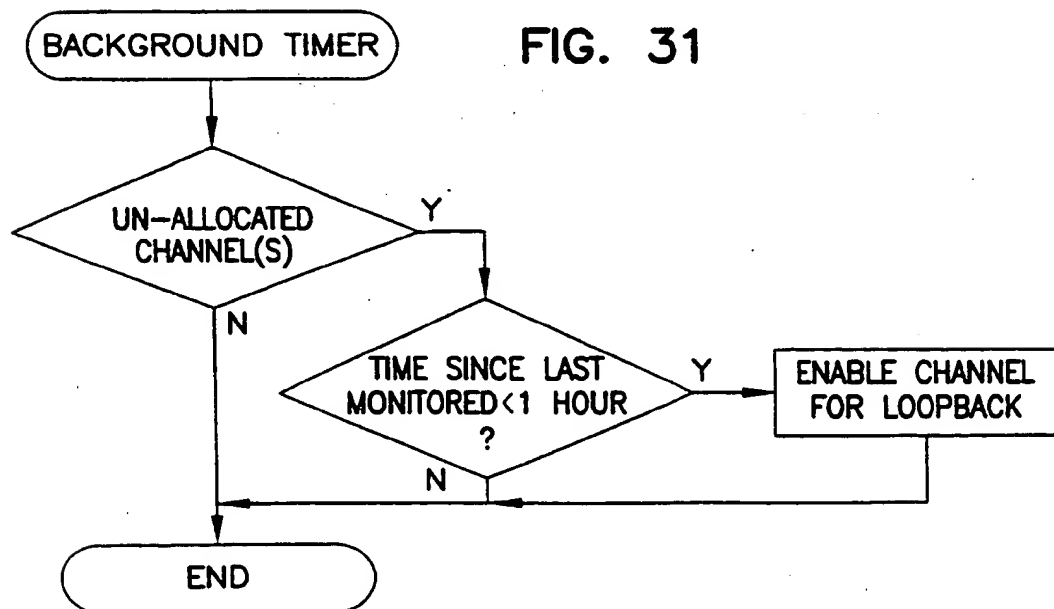 BACKGROUND TIMER
FIG. 31
UN-ALLOCATED
CHANNEL(S)
Y
N
TIME SINCE LAST
MONITORED<1 HOUR
?
Y
N
ENABLE CHANNEL
FOR LOOPBACK
END